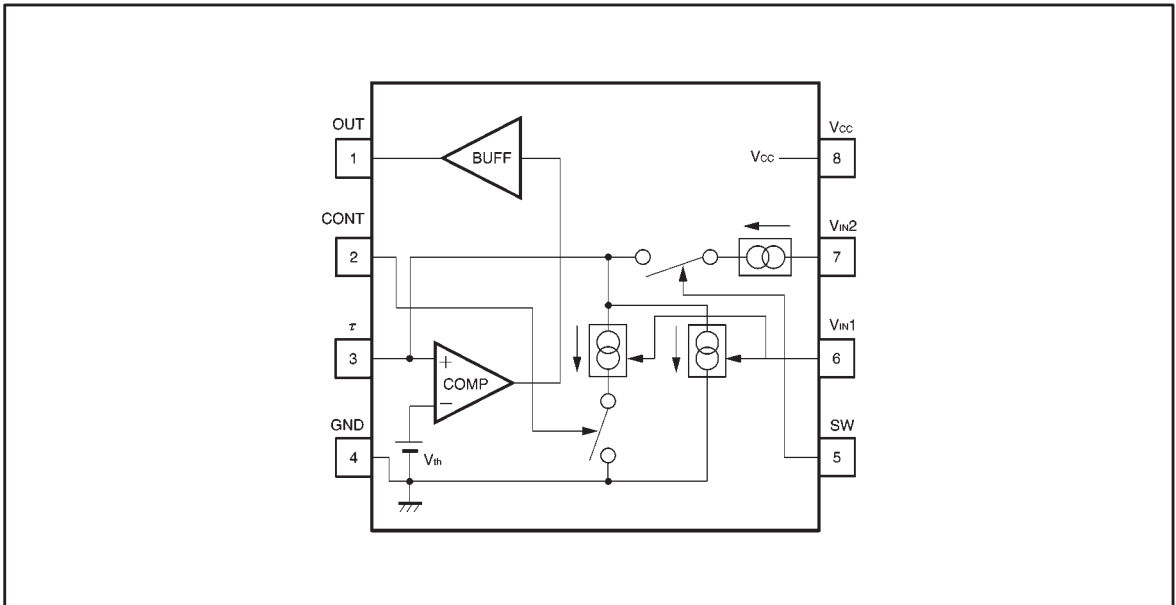 OUT
1
BUFF
Vcc
Vcc
8
CONT
2
VIN2
7
τ
3
+
COMP
−
VIN1
6
GND
4
Vth
SW
5